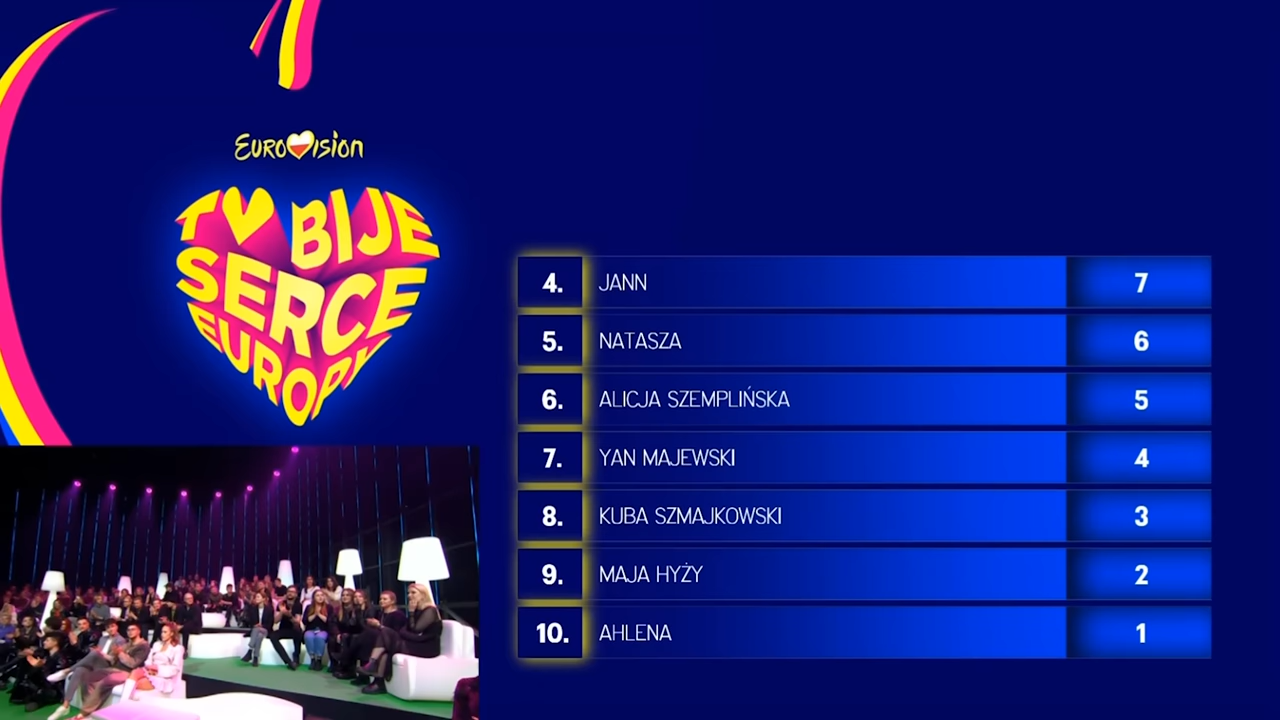 EUROVISION
TU BIJE
SERCE
EUROPY
4. JANN 7
5. NATASZA 6
6. ALICJA SZEMPLIŃSKA 5
7. YAN MAJEWSKI 4
8. KUBA SZMAJKOWSKI 3
9. MAJA HYŻY 2
10. AHLENA 1